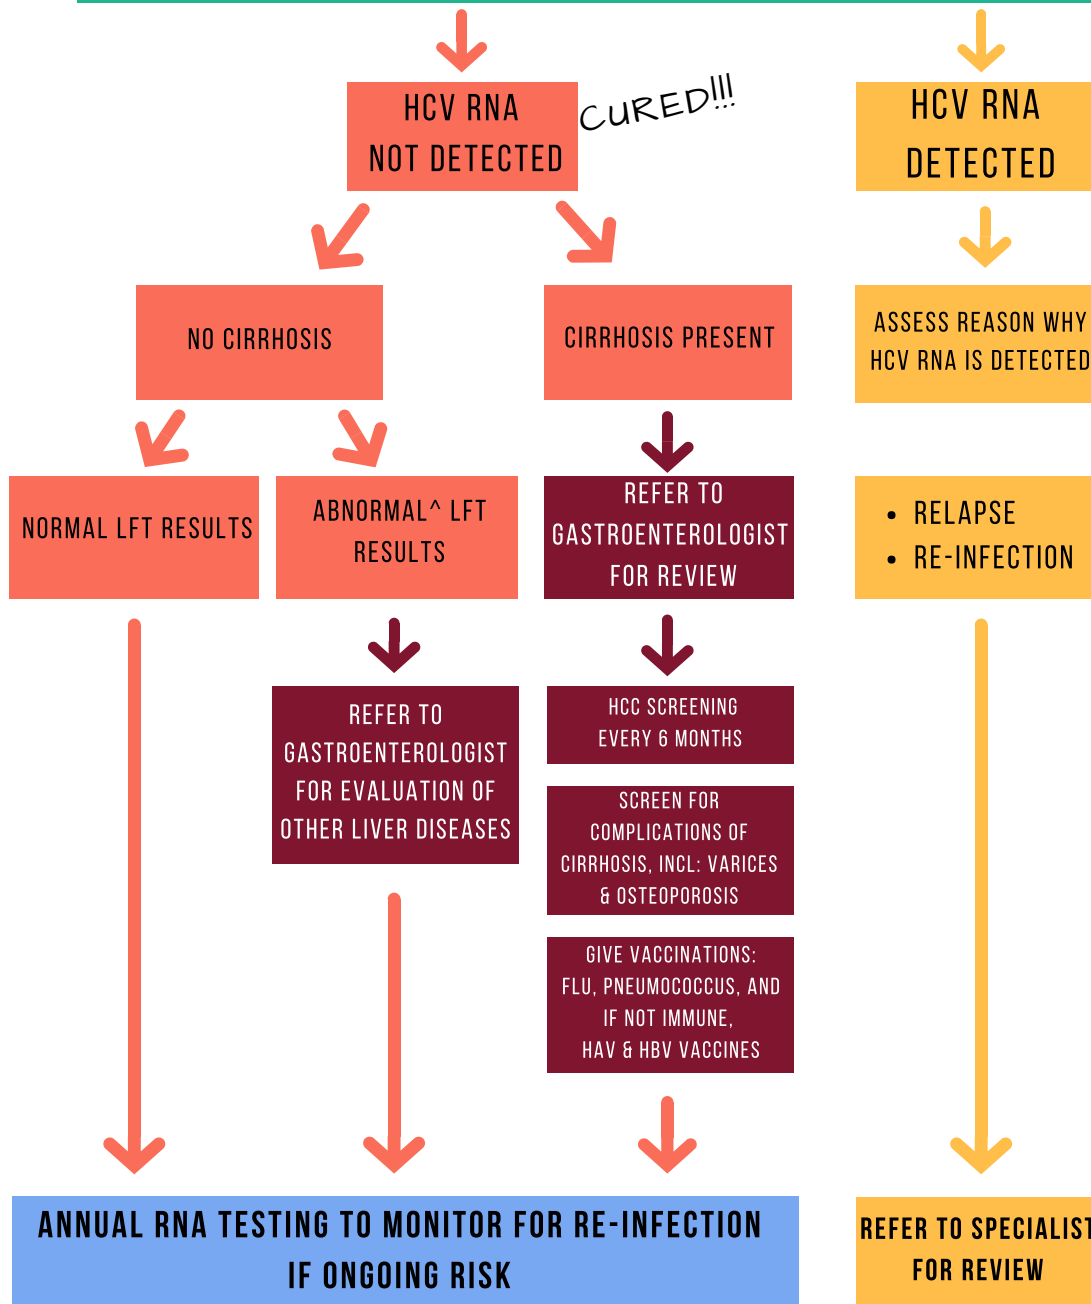 HCV RNA
NOT DETECTED
CURED!!!
HCV RNA
DETECTED
NO CIRRHOSIS
CIRRHOSIS PRESENT
ASSESS REASON WHY
HCV RNA IS DETECTED
NORMAL LFT RESULTS
ABNORMAL^ LFT
RESULTS
REFER TO
GASTROENTEROLOGIST
FOR REVIEW
• RELAPSE
• RE-INFECTION
REFER TO
GASTROENTEROLOGIST
FOR EVALUATION OF
OTHER LIVER DISEASES
HCC SCREENING
EVERY 6 MONTHS
SCREEN FOR
COMPLICATIONS OF
CIRRHOSIS, INCL: VARICES
& OSTEOPOROSIS
GIVE VACCINATIONS:
FLU, PNEUMOCOCCUS, AND
IF NOT IMMUNE,
HAV & HBV VACCINES
ANNUAL RNA TESTING TO MONITOR FOR RE-INFECTION
IF ONGOING RISK
REFER TO SPECIALIST
FOR REVIEW